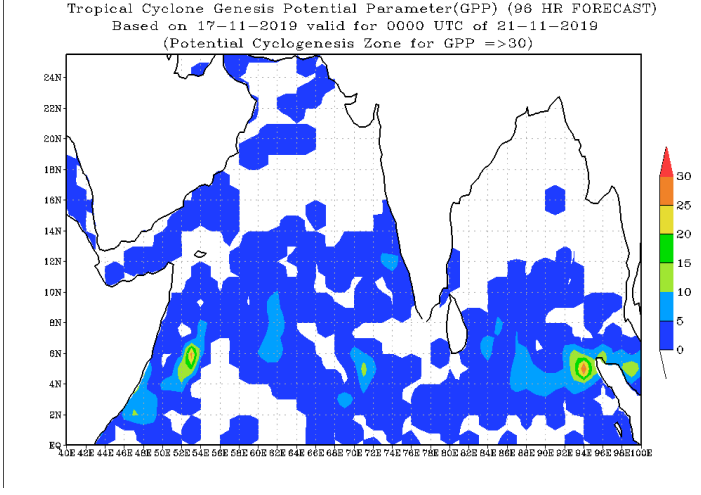 Tropical Cyclone Genesis Potential Parameter(GPP) (96 HR FORECAST)
Based on 17-11-2019 valid for 0000 UTC of 21-11-2019
(Potential Cyclogenesis Zone for GPP =>30)
24N
22N
20N
18N
16N
14N
12N
10N
8N
6N
4N
2N
EQ
40E 42E 44E 46E 48E 50E 52E 54E 56E 58E 60E 62E 64E 66E 68E 70E 72E 74E 76E 78E 80E 82E 84E 86E 88E 90E 92E 94E 96E 98E 100E
30
25
20
15
10
5
0